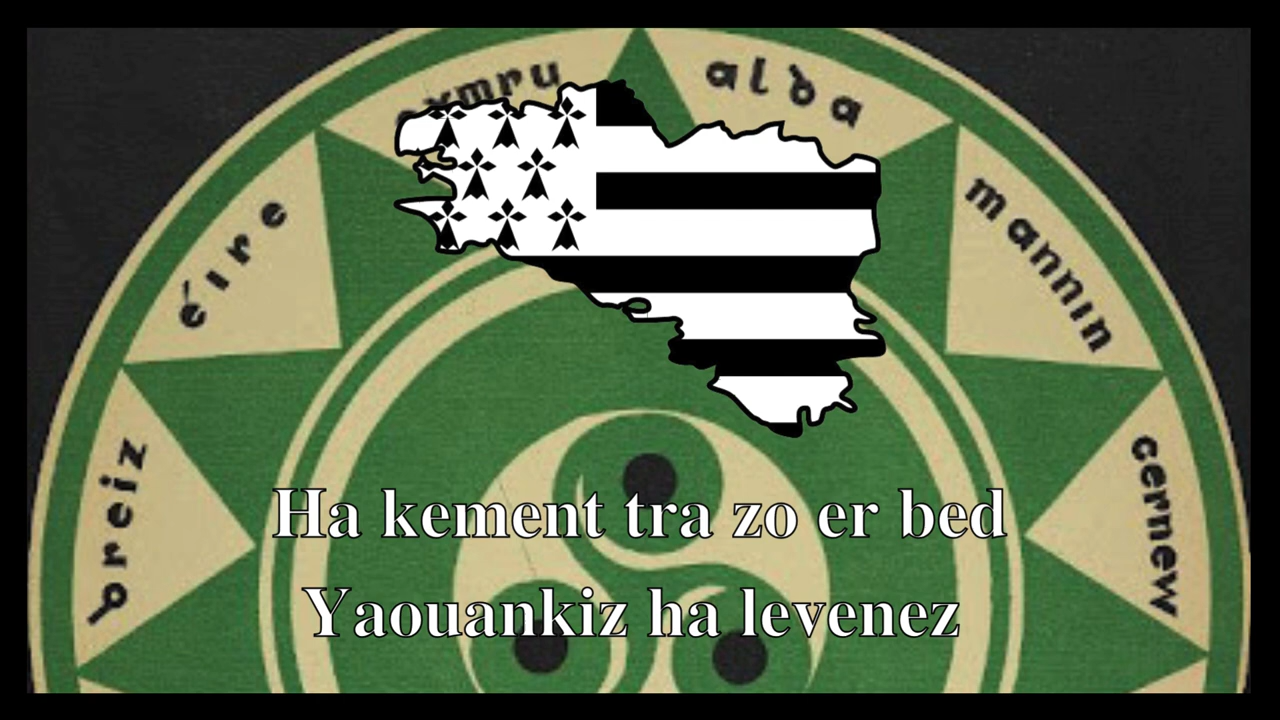 cymru
alba
éire
mannin
breiz
cernew
Ha kement tra zo er bed
Yaouankiz ha levenez